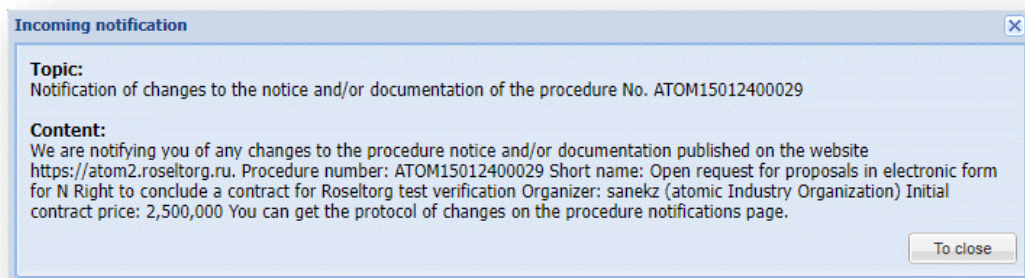 Incoming notification
Topic:
Notification of changes to the notice and/or documentation of the procedure No. ATOM15012400029
Content:
We are notifying you of any changes to the procedure notice and/or documentation published on the website
https://atom2.roseltorg.ru. Procedure number: ATOM15012400029 Short name: Open request for proposals in electronic form
for N Right to conclude a contract for Roseltorg test verification Organizer: sanekz (atomic Industry Organization) Initial
contract price: 2,500,000 You can get the protocol of changes on the procedure notifications page.
To close